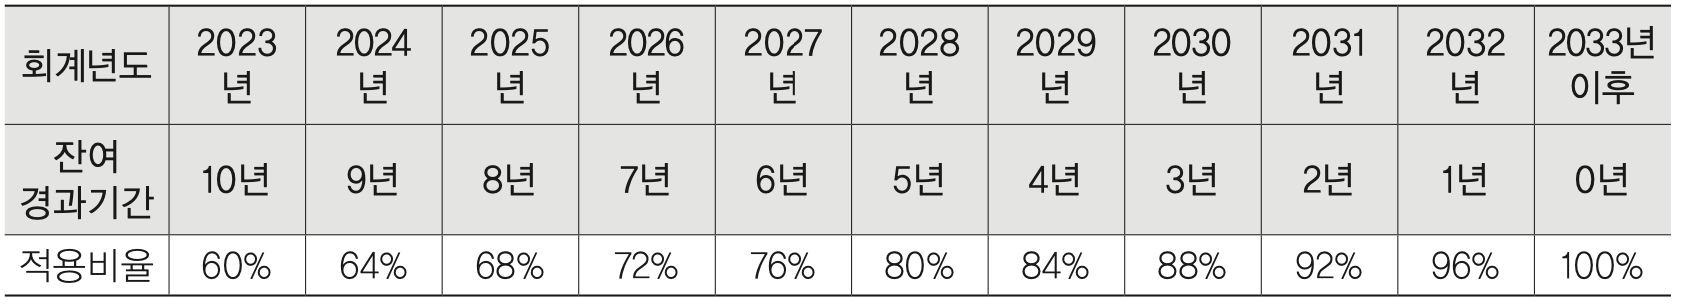 회계년도 2023년 2024년 2025년 2026년 2027년 2028년 2029년 2030년 2031년 2032년 2033년 이후
잔여 경과기간 10년 9년 8년 7년 6년 5년 4년 3년 2년 1년 0년
적용비율 60% 64% 68% 72% 76% 80% 84% 88% 92% 96% 100%